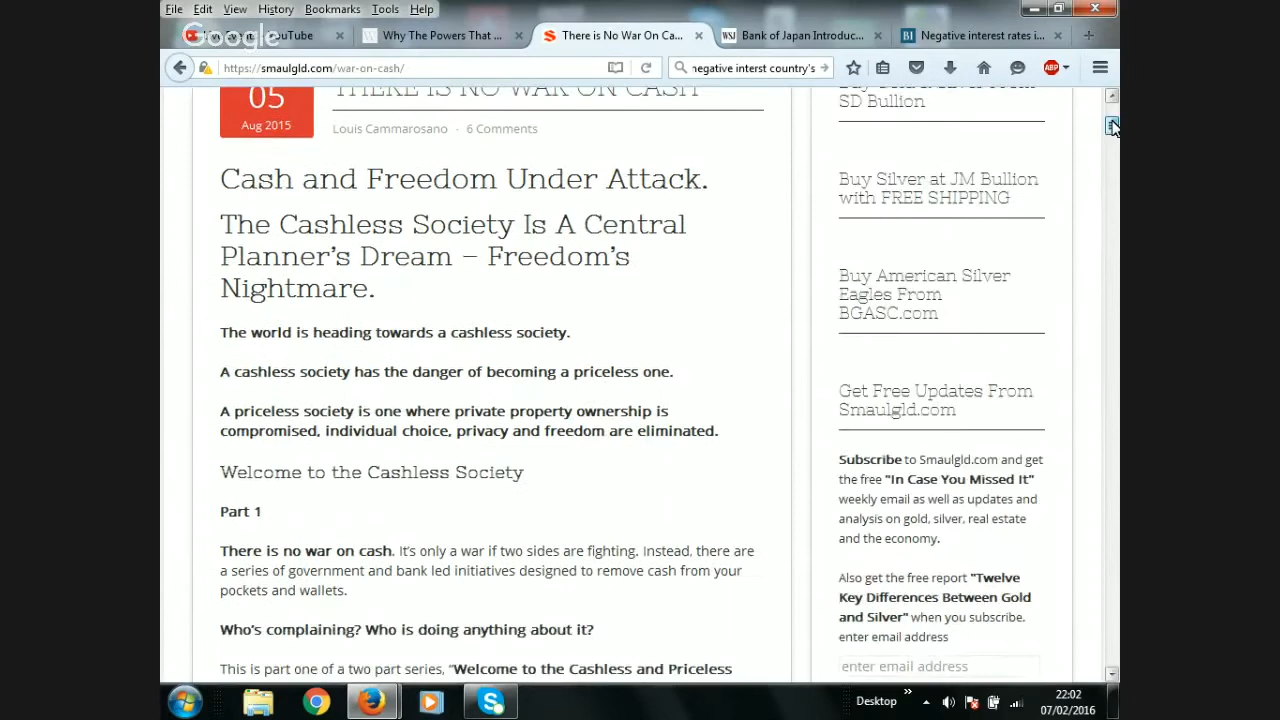 File Edit View History Bookmarks Tools Help
Google
YouTube
Why The Powers That ...
There is No War On Ca...
Bank of Japan Introduc...
Negative interest rates i...
https://smaulgld.com/war-on-cash/
negative interst country's
05
Aug 2015
THERE IS NO WAR ON CASH
Louis Cammarosano · 6 Comments
Cash and Freedom Under Attack.
The Cashless Society Is A Central
Planner's Dream – Freedom's
Nightmare.
The world is heading towards a cashless society.
A cashless society has the danger of becoming a priceless one.
A priceless society is one where private property ownership is
compromised, individual choice, privacy and freedom are eliminated.
Welcome to the Cashless Society
Part 1
There is no war on cash. It's only a war if two sides are fighting. Instead, there are
a series of government and bank led initiatives designed to remove cash from your
pockets and wallets.
Who's complaining? Who is doing anything about it?
This is part one of a two part series, "Welcome to the Cashless and Priceless
SD Bullion
Buy Silver at JM Bullion
with FREE SHIPPING
Buy American Silver
Eagles From
BGASC.com
Get Free Updates From
Smaulgld.com
Subscribe to Smaulgld.com and get
the free "In Case You Missed It"
weekly email as well as updates and
analysis on gold, silver, real estate
and the economy.
Also get the free report "Twelve
Key Differences Between Gold
and Silver" when you subscribe.
enter email address
enter email address
Desktop
22:02
07/02/2016